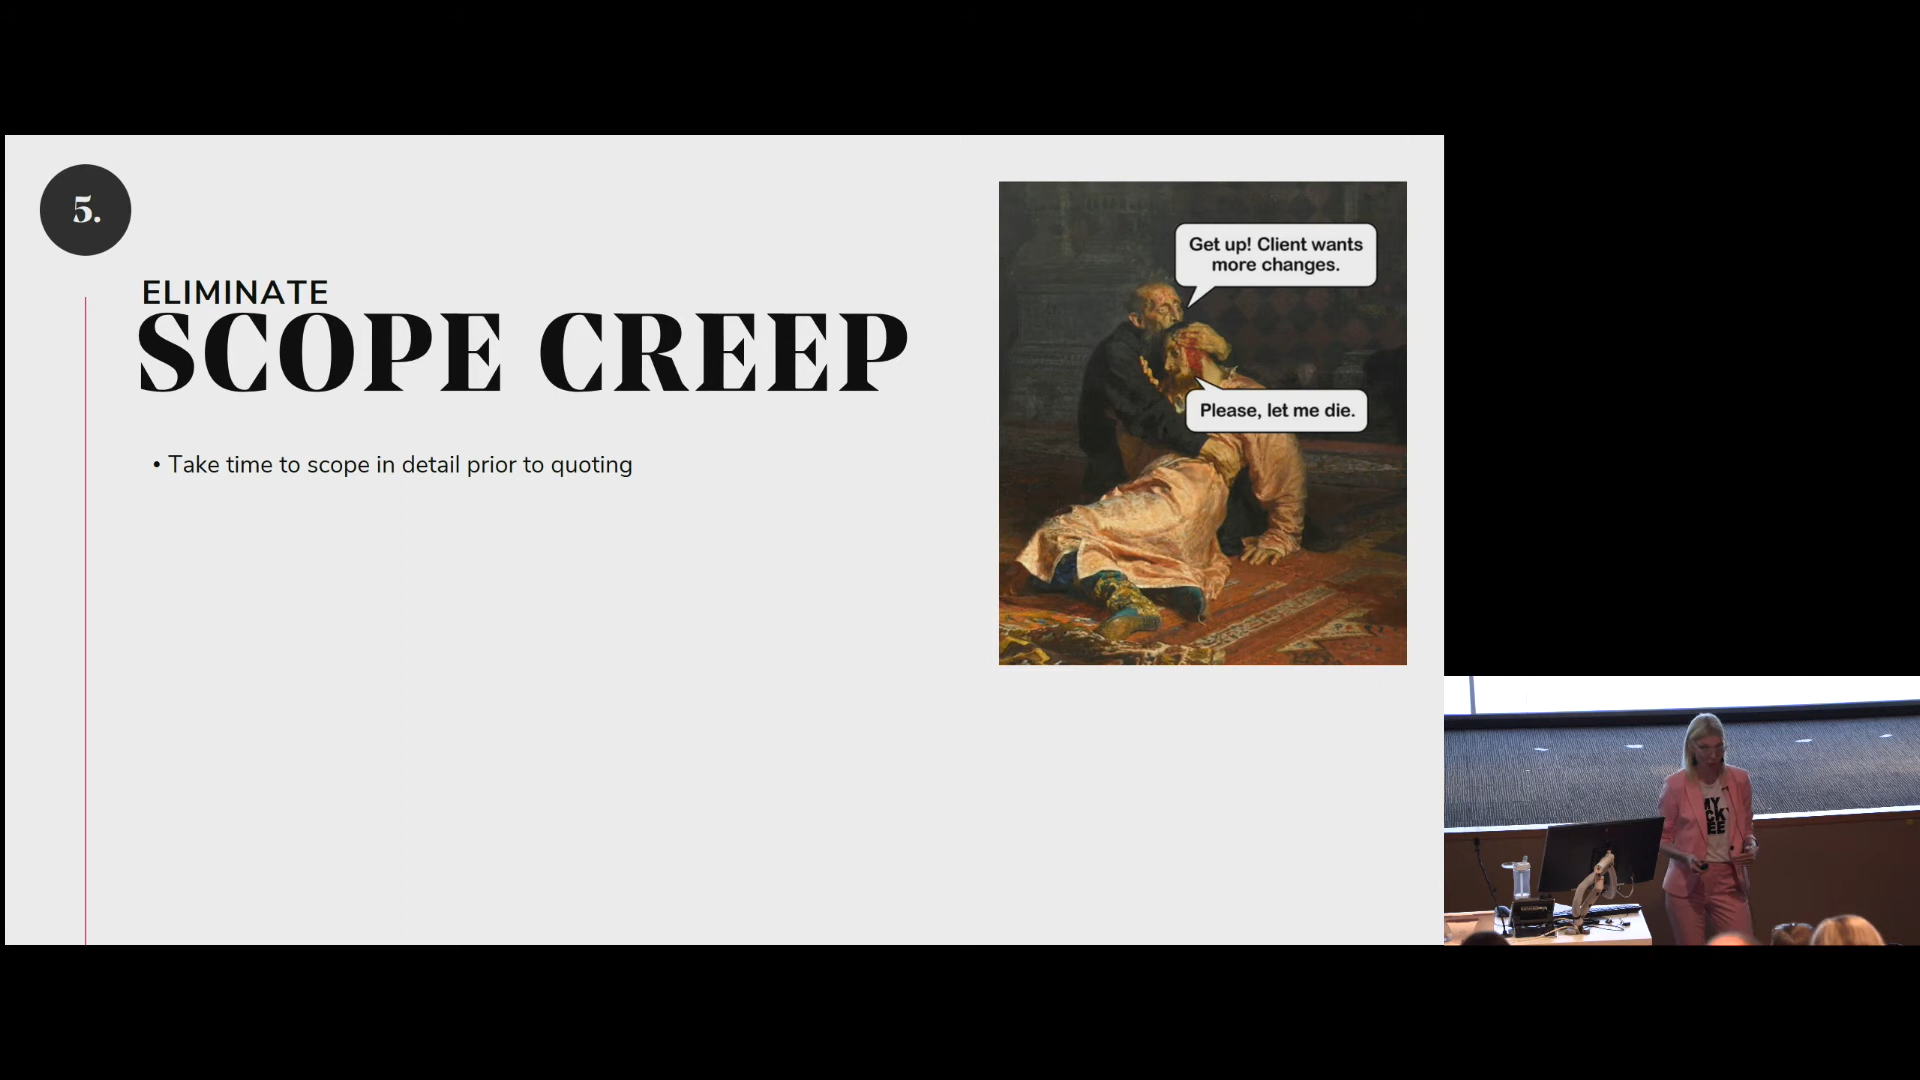 5.
ELIMINATE
SCOPE CREEP
• Take time to scope in detail prior to quoting
Get up! Client wants
more changes.
Please, let me die.